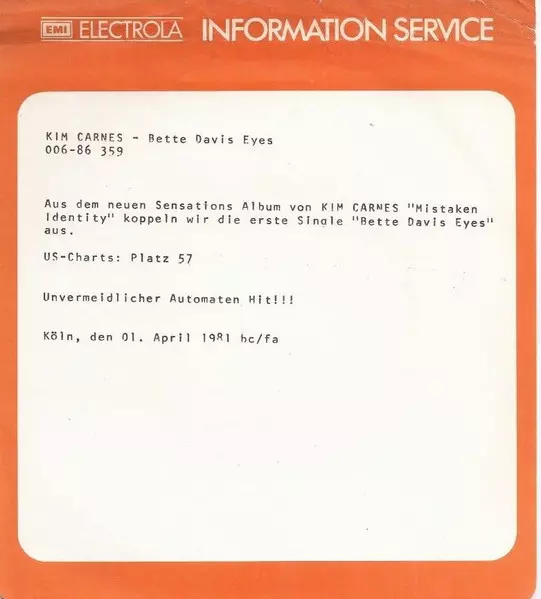 EMI ELECTROLA INFORMATION SERVICE
KIM CARNES - Bette Davis Eyes
006-86 359
Aus dem neuen Sensations Album von KIM CARNES "Mistaken
Identity" koppeln wir die erste Single "Bette Davis Eyes"
aus.
US-Charts: Platz 57
Unvermeidlicher Automaten Hit!!!
Köln, den 01. April 1981 hc/fa